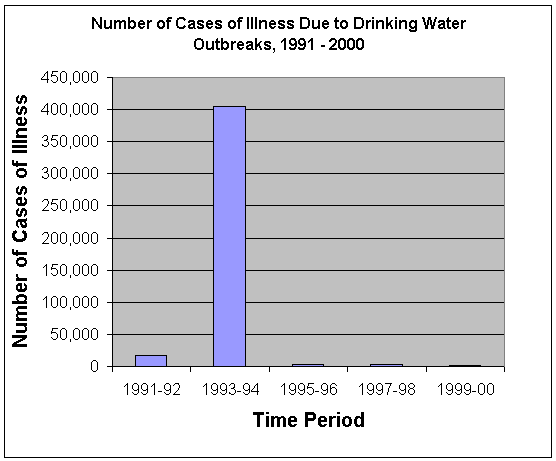 Number of Cases of Illness Due to Drinking Water
Outbreaks, 1991 - 2000
Number of Cases of Illness
450,000
400,000
350,000
300,000
250,000
200,000
150,000
100,000
50,000
0
1991-92 1993-94 1995-96 1997-98 1999-00
Time Period